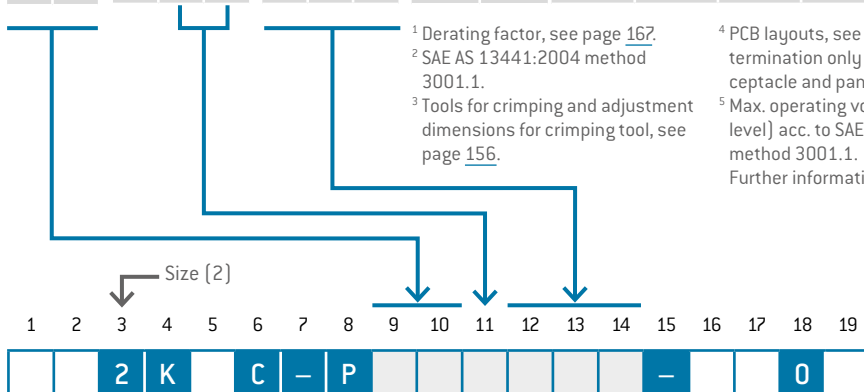 ¹ Derating factor, see page 167.
² SAE AS 13441:2004 method
3001.1.
³ Tools for crimping and adjustment
dimensions for crimping tool, see
page 156.
⁴ PCB layouts, see
termination only
ceptacle and pan
⁵ Max. operating vo
level) acc. to SAE
method 3001.1.
Further informati
Size (2)
1 2 3 4 5 6 7 8 9 10 11 12 13 14 15 16 17 18 19
2 K C – P – 0